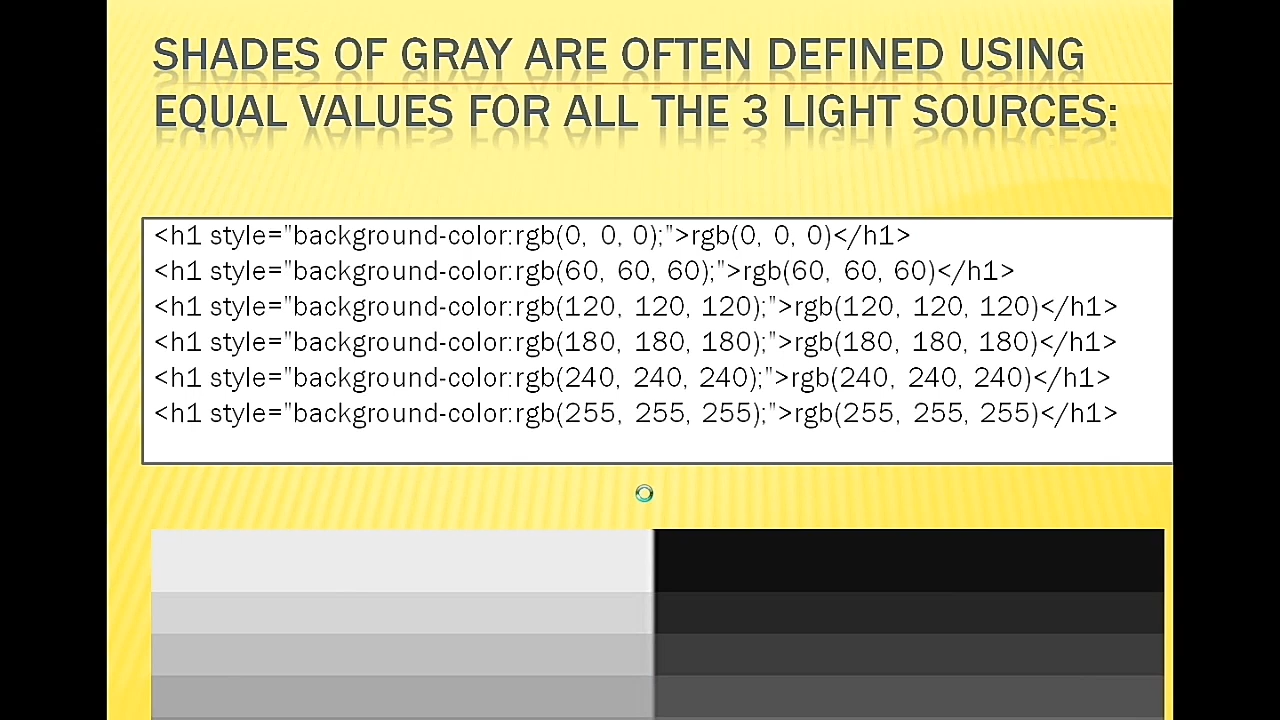 SHADES OF GRAY ARE OFTEN DEFINED USING
EQUAL VALUES FOR ALL THE 3 LIGHT SOURCES:
<h1 style="background-color:rgb(0, 0, 0);">rgb(0, 0, 0)</h1>
<h1 style="background-color:rgb(60, 60, 60);">rgb(60, 60, 60)</h1>
<h1 style="background-color:rgb(120, 120, 120);">rgb(120, 120, 120)</h1>
<h1 style="background-color:rgb(180, 180, 180);">rgb(180, 180, 180)</h1>
<h1 style="background-color:rgb(240, 240, 240);">rgb(240, 240, 240)</h1>
<h1 style="background-color:rgb(255, 255, 255);">rgb(255, 255, 255)</h1>